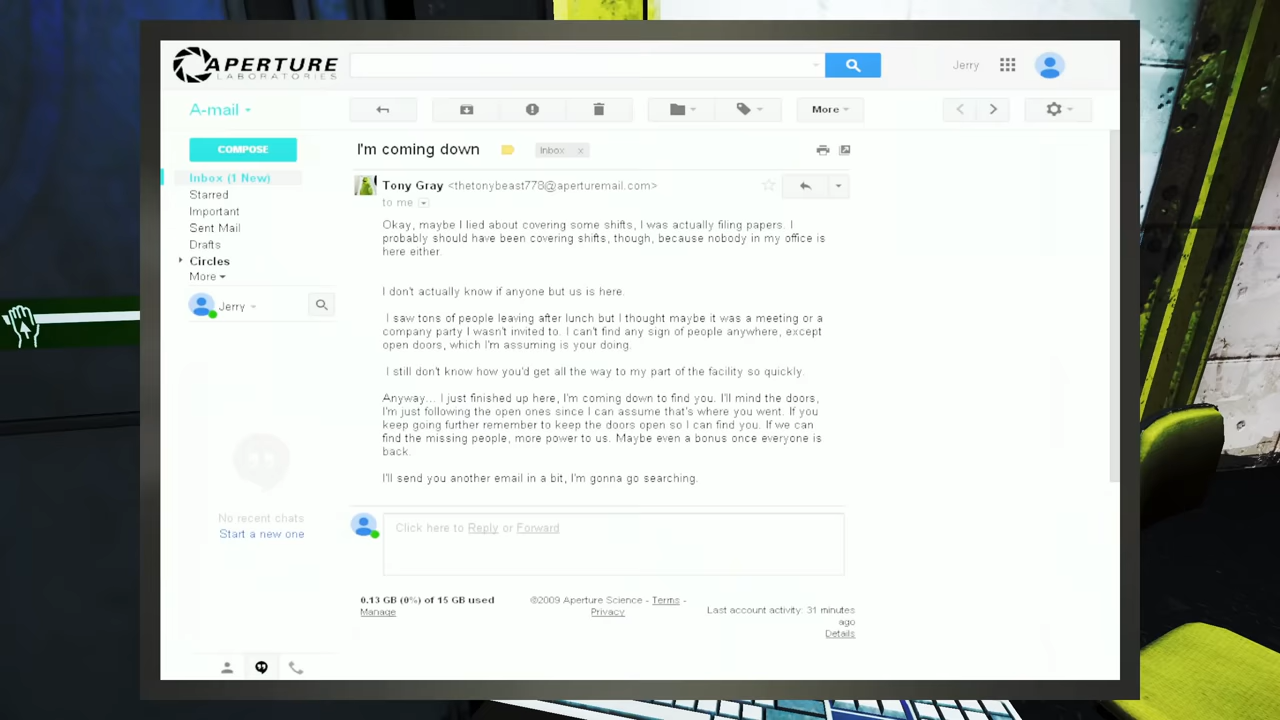 APERTURE
LABORATORIES
Jerry
A-mail
More
COMPOSE
I'm coming down
Inbox x
Inbox (1 New)
Starred
Important
Sent Mail
Drafts
Circles
More
Jerry
Tony Gray <thetonybeast778@aperturemail.com>
to me
Okay, maybe I lied about covering some shifts, I was actually filing papers. I
probably should have been covering shifts, though, because nobody in my office is
here either.
I don't actually know if anyone but us is here.
I saw tons of people leaving after lunch but I thought maybe it was a meeting or a
company party I wasn't invited to. I can't find any sign of people anywhere, except
open doors, which I'm assuming is your doing.
I still don't know how you'd get all the way to my part of the facility so quickly.
Anyway... I just finished up here, I'm coming down to find you. I'll mind the doors,
I'm just following the open ones since I can assume that's where you went. If you
keep going further remember to keep the doors open so I can find you. If we can
find the missing people, more power to us. Maybe even a bonus once everyone is
back.
I'll send you another email in a bit, I'm gonna go searching.
No recent chats
Start a new one
Click here to Reply or Forward
0.13 GB (0%) of 15 GB used
Manage
©2009 Aperture Science - Terms -
Privacy
Last account activity: 31 minutes
ago
Details